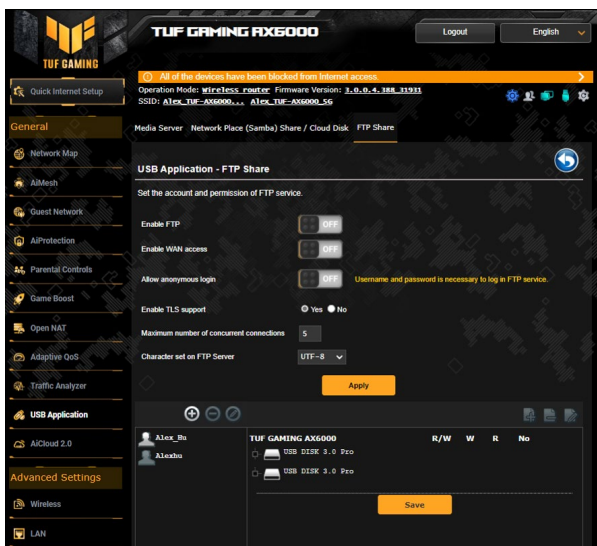 TUF GAMING AX6000
Logout
English
TUF GAMING
Quick Internet Setup
General
Network Map
AiMesh
Guest Network
AiProtection
Parental Controls
Game Boost
Open NAT
Adaptive QoS
Traffic Analyzer
USB Application
AiCloud 2.0
Advanced Settings
Wireless
LAN
All of the devices have been blocked from Internet access.
Operation Mode: Wireless router Firmware Version: 3.0.0.4.388_31931
SSID: Alex_TUF-AX6000... Alex_TUF-AX6000_5G
Media Server Network Place (Samba) Share / Cloud Disk FTP Share
USB Application - FTP Share
Set the account and permission of FTP service.
Enable FTP OFF
Enable WAN access OFF
Allow anonymous login OFF Username and password is necessary to log in FTP service.
Enable TLS support Yes No
Maximum number of concurrent connections 5
Character set on FTP Server UTF-8
Apply
Alex_Hu
Alexhu
TUF GAMING AX6000 R/W W R No
USB DISK 3.0 Pro
USB DISK 3.0 Pro
Save